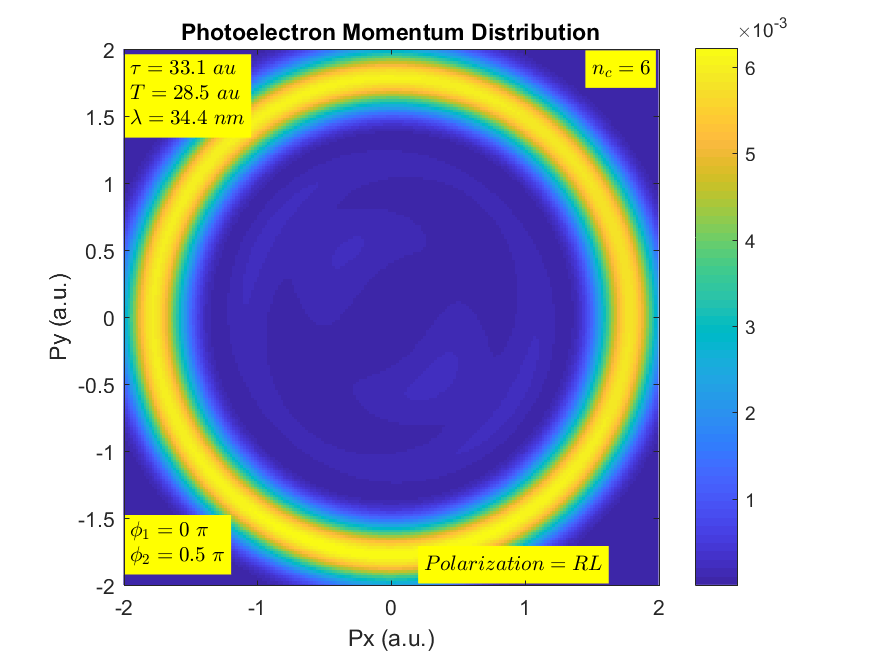 Photoelectron Momentum Distribution
×10⁻³
τ = 33.1 au
T = 28.5 au
λ = 34.4 nm
n_c = 6
ϕ₁ = 0 π
ϕ₂ = 0.5 π
Polarization = RL
2
1.5
1
0.5
0
-0.5
-1
-1.5
-2
Py (a.u.)
-2
-1
0
1
2
Px (a.u.)
6
5
4
3
2
1